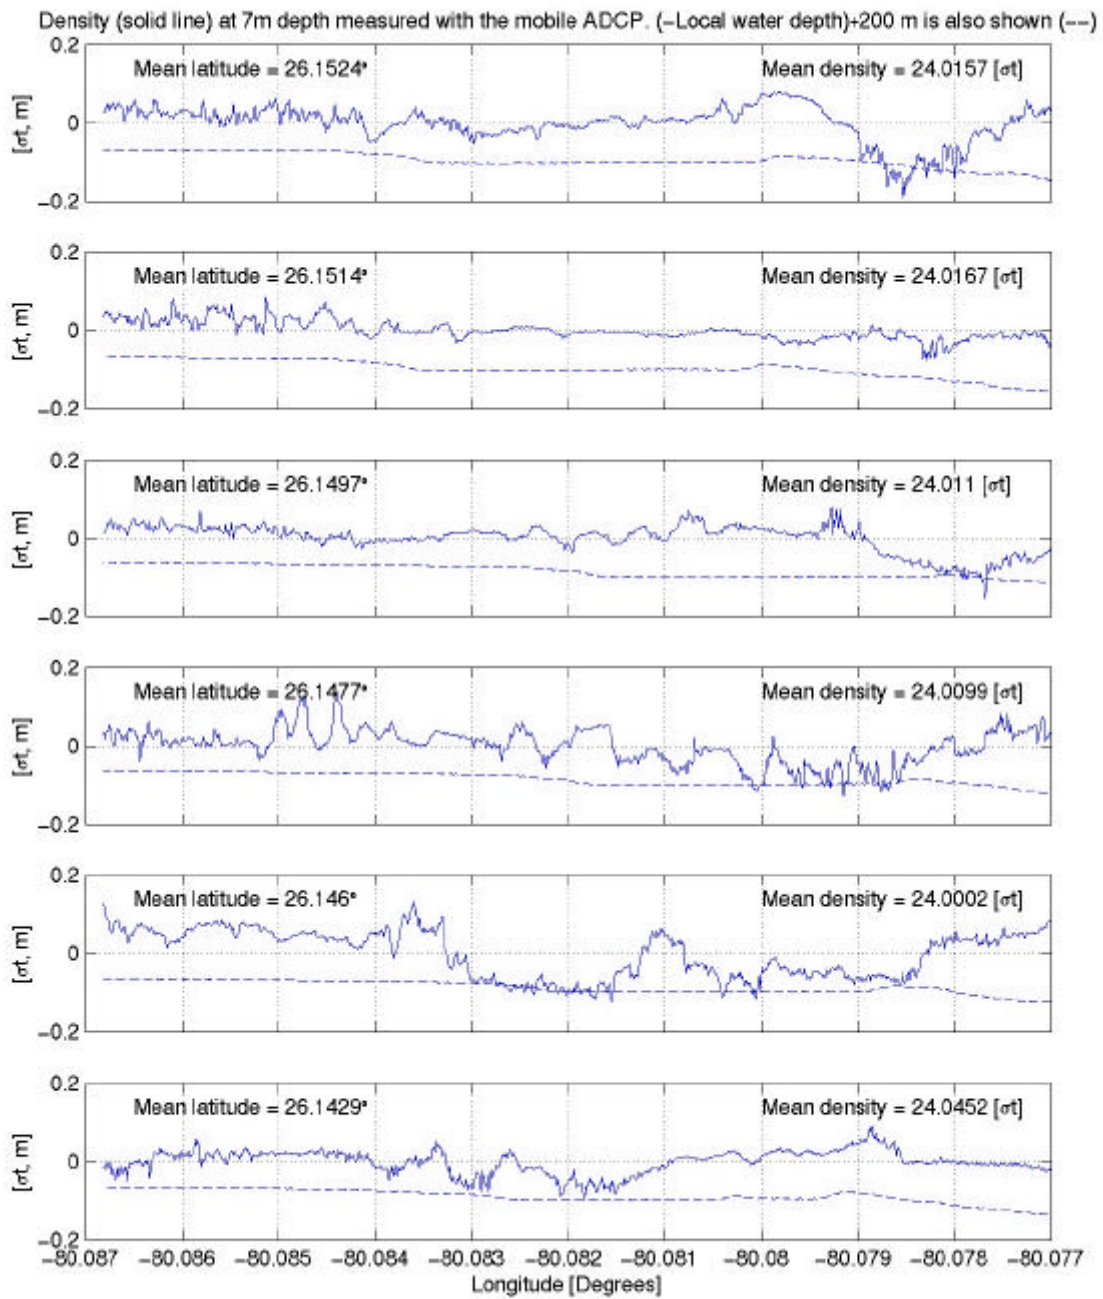 Density (solid line) at 7m depth measured with the mobile ADCP. (−Local water depth)÷200 m is also shown (−−)
0.2
0
−0.2
[σt, m]
Mean latitude = 26.1524°
Mean density = 24.0157 [σt]
0.2
0
−0.2
[σt, m]
Mean latitude = 26.1514°
Mean density = 24.0167 [σt]
0.2
0
−0.2
[σt, m]
Mean latitude = 26.1497°
Mean density = 24.011 [σt]
0.2
0
−0.2
[σt, m]
Mean latitude = 26.1477°
Mean density = 24.0099 [σt]
0.2
0
−0.2
[σt, m]
Mean latitude = 26.146°
Mean density = 24.0002 [σt]
0.2
0
−0.2
[σt, m]
Mean latitude = 26.1429°
Mean density = 24.0452 [σt]
−80.087 −80.086 −80.085 −80.084 −80.083 −80.082 −80.081 −80.08 −80.079 −80.078 −80.077
Longitude [Degrees]